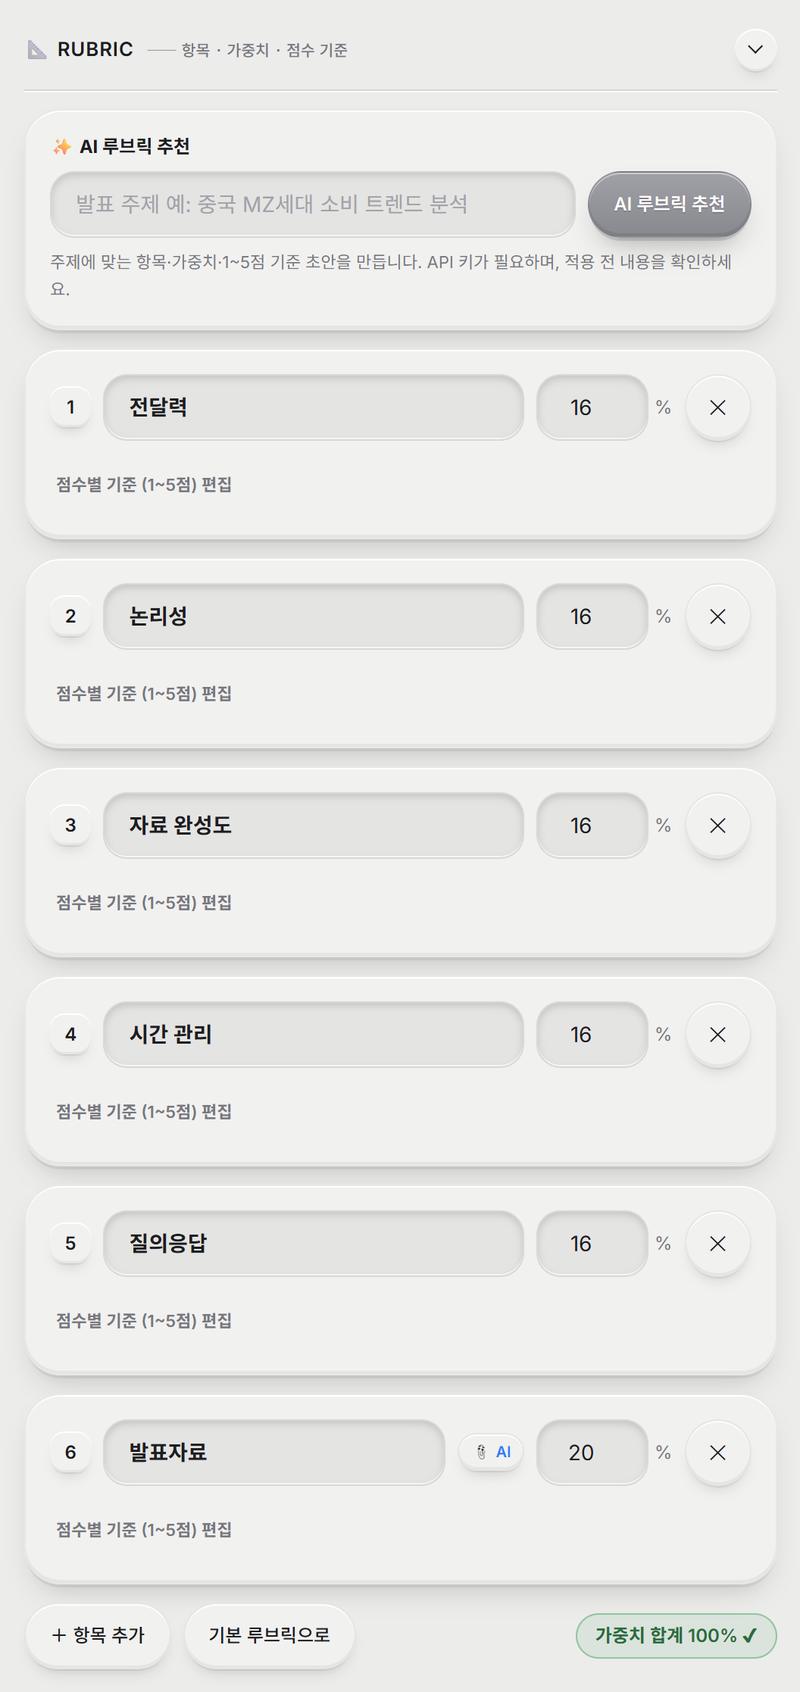 RUBRIC — 항목 · 가중치 · 점수 기준
AI 루브릭 추천
발표 주제 예: 중국 MZ세대 소비 트렌드 분석
AI 루브릭 추천
주제에 맞는 항목·가중치·1~5점 기준 초안을 만듭니다. API 키가 필요하며, 적용 전 내용을 확인하세
요.
1 전달력 16 %
점수별 기준 (1~5점) 편집
2 논리성 16 %
점수별 기준 (1~5점) 편집
3 자료 완성도 16 %
점수별 기준 (1~5점) 편집
4 시간 관리 16 %
점수별 기준 (1~5점) 편집
5 질의응답 16 %
점수별 기준 (1~5점) 편집
6 발표자료 AI 20 %
점수별 기준 (1~5점) 편집
+ 항목 추가 기본 루브릭으로 가중치 합계 100% ✓